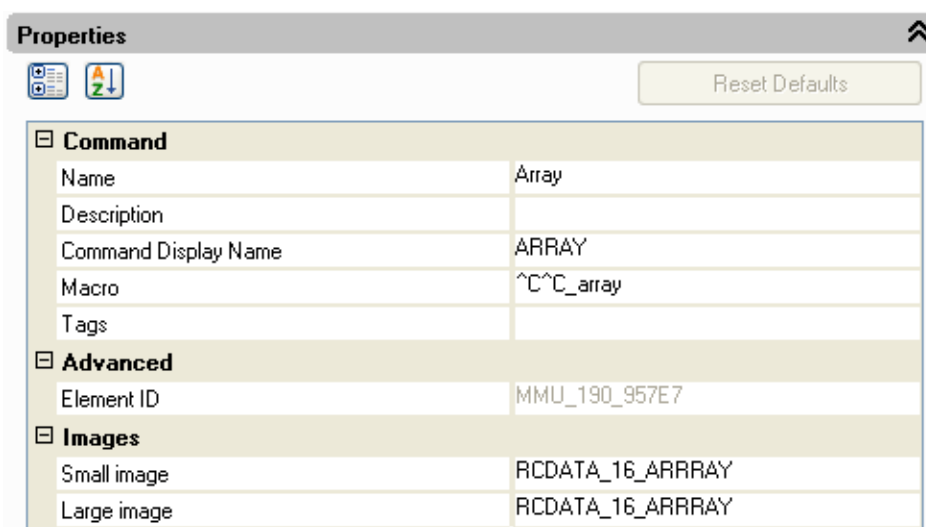 Properties
Reset Defaults
Command
Name Array
Description
Command Display Name ARRAY
Macro ^C^C_array
Tags
Advanced
Element ID MMU_190_957E7
Images
Small image RCDATA_16_ARRRAY
Large image RCDATA_16_ARRRAY